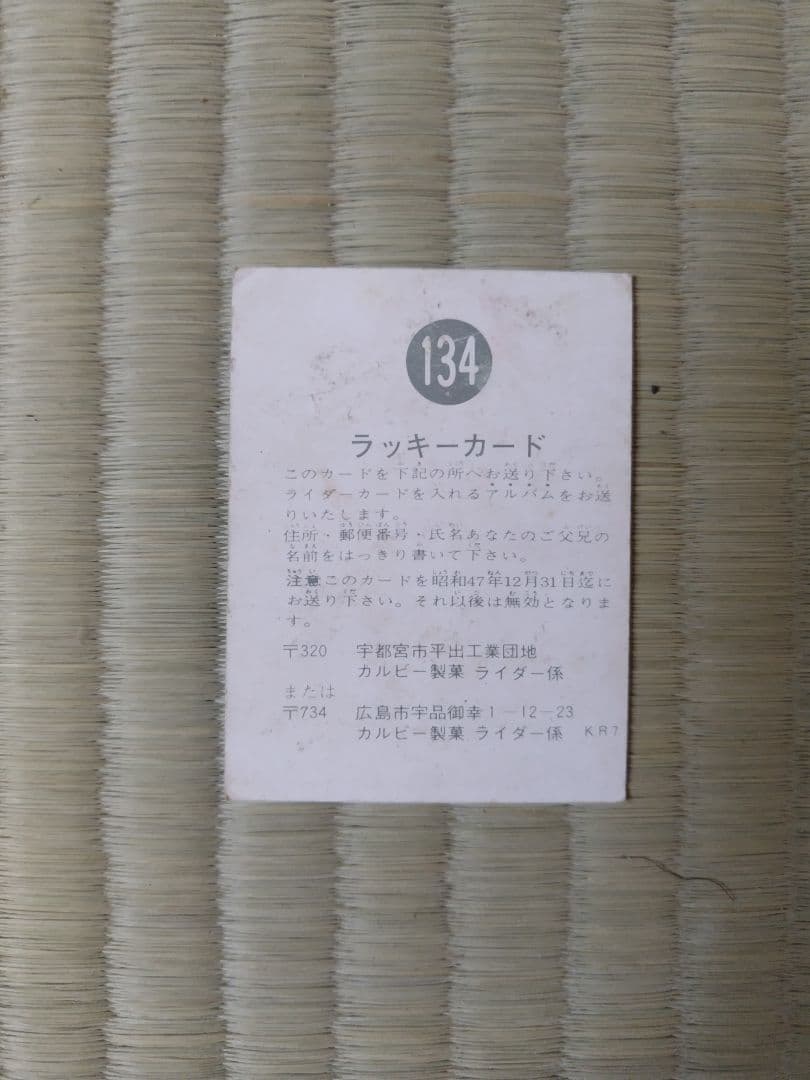 134
ラッキーカード
このカードを下記の所へお送り下さい。
ライダーカードを入れるアルバムをお送
りいたします。
住所・郵便番号・氏名あなたのご父兄の
名前をはっきり書いて下さい。
注意このカードを昭和47年12月31日迄に
お送り下さい。それ以後は無効となりま
す。
〒320 宇都宮市平出工業団地
カルビー製菓 ライダー係
または
〒734 広島市宇品御幸1-12-23
カルビー製菓 ライダー係 KR7